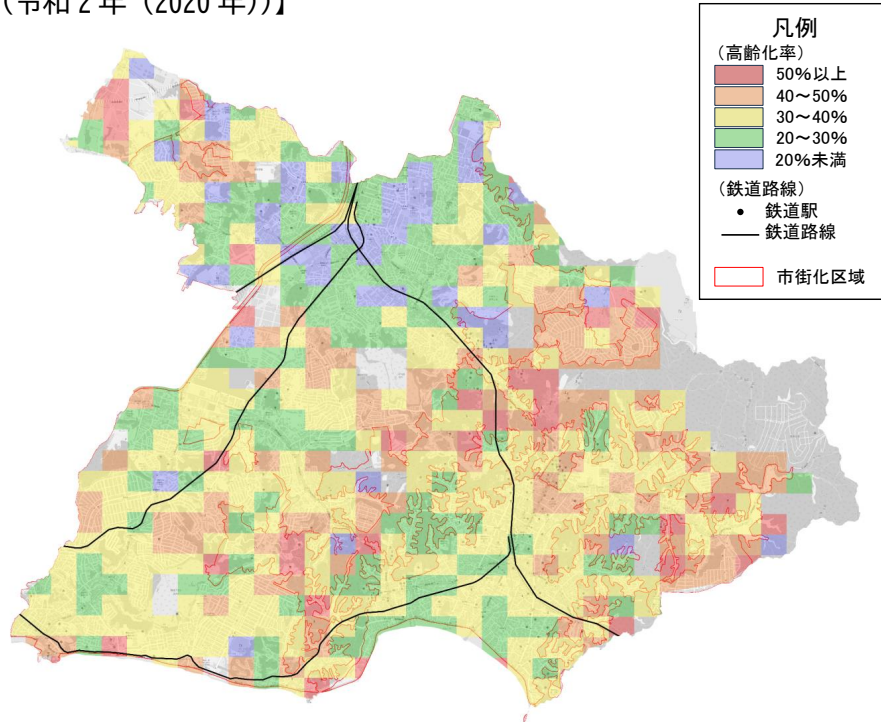 (令和2年 (2020年))】
凡例
(高齢化率)
50%以上
40~50%
30~40%
20~30%
20%未満
(鉄道路線)
鉄道駅
鉄道路線
市街化区域